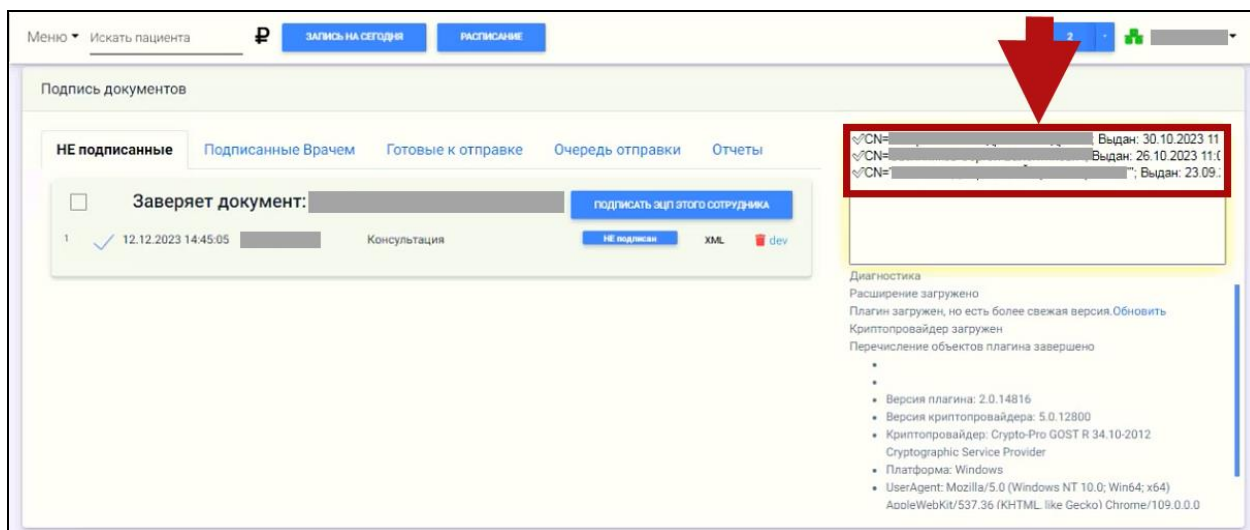 Меню Искать пациента ₽ ЗАПИСЬ НА СЕГОДНЯ РАСПИСАНИЕ 2
Подпись документов
НЕ подписанные Подписанные Врачем Готовые к отправке Очередь отправки Отчеты
Заверяет документ: ПОДПИСАТЬ ЭЦП ЭТОГО СОТРУДНИКА
1 12.12.2023 14:45:05 Консультация НЕ подписан XML dev
CN= Выдан: 30.10.2023 11
CN= Выдан: 26.10.2023 11:0
CN=" "; Выдан: 23.09.
Диагностика
Расширение загружено
Плагин загружен, но есть более свежая версия.Обновить
Криптопровайдер загружен
Перечисление объектов плагина завершено
Версия плагина: 2.0.14816
Версия криптопровайдера: 5.0.12800
Криптопровайдер: Crypto-Pro GOST R 34.10-2012
Cryptographic Service Provider
Платформа: Windows
UserAgent: Mozilla/5.0 (Windows NT 10.0; Win64; x64)
AppleWebKit/537.36 (KHTML, like Gecko) Chrome/109.0.0.0